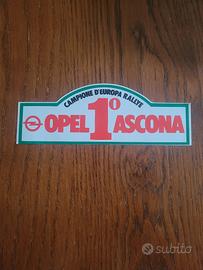 CAMPIONE D'EUROPA RALLYE
OPEL 1° ASCONA
subito